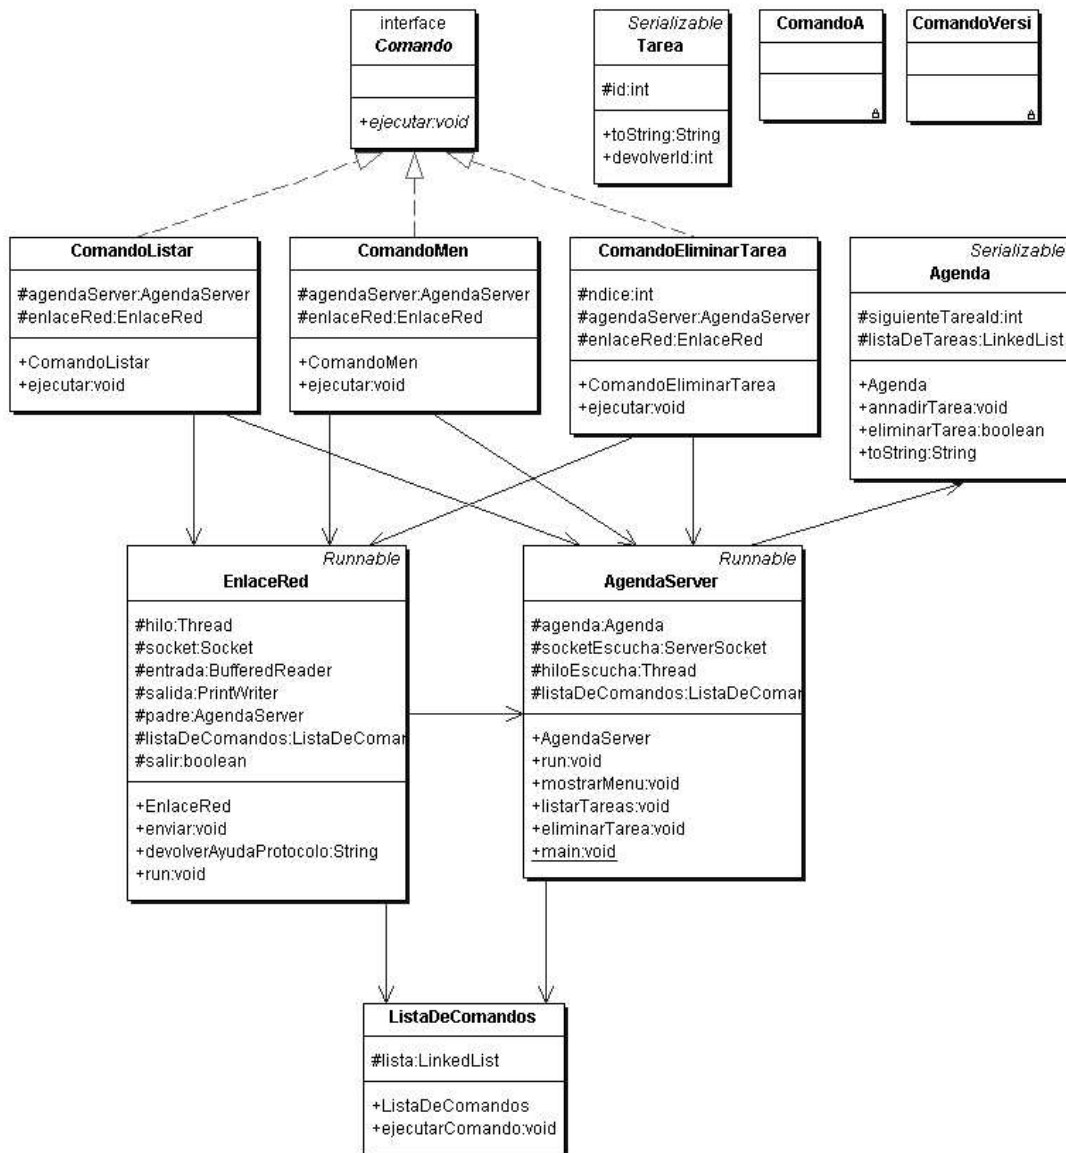 interface
Comando
+ejecutar:void
Serializable
Tarea
#id:int
+toString:String
+devolverId:int
ComandoA
ComandoVersi
ComandoListar
#agendaServer:AgendaServer
#enlaceRed:EnlaceRed
+ComandoListar
+ejecutar:void
ComandoMen
#agendaServer:AgendaServer
#enlaceRed:EnlaceRed
+ComandoMen
+ejecutar:void
ComandoEliminarTarea
#ndice:int
#agendaServer:AgendaServer
#enlaceRed:EnlaceRed
+ComandoEliminarTarea
+ejecutar:void
Serializable
Agenda
#siguienteTareaId:int
#listaDeTareas:LinkedList
+Agenda
+annadirTarea:void
+eliminarTarea:boolean
+toString:String
Runnable
EnlaceRed
#hilo:Thread
#socket:Socket
#entrada:BufferedReader
#salida:PrintWriter
#padre:AgendaServer
#listaDeComandos:ListaDeComar
#salir:boolean
+EnlaceRed
+enviar:void
+devolverAyudaProtocolo:String
+run:void
Runnable
AgendaServer
#agenda:Agenda
#socketEscucha:ServerSocket
#hiloEscucha:Thread
#listaDeComandos:ListaDeComar
+AgendaServer
+run:void
+mostrarMenu:void
+listarTareas:void
+eliminarTarea:void
+main:void
ListaDeComandos
#lista:LinkedList
+ListaDeComandos
+ejecutarComando:void